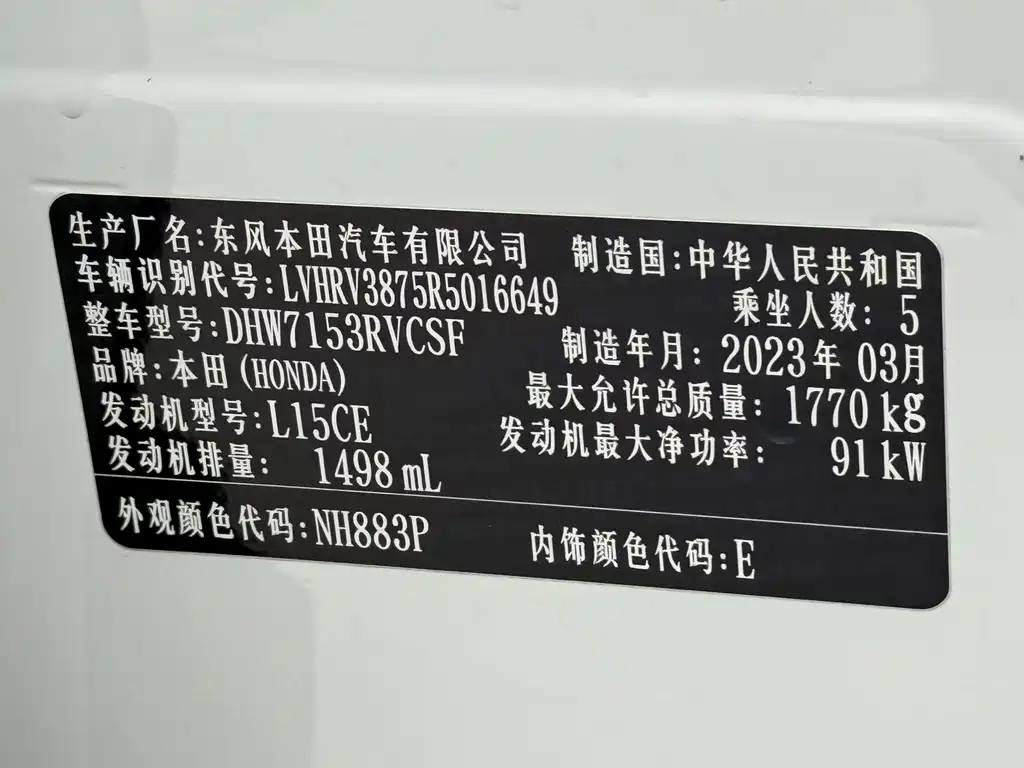 生产厂名:东风本田汽车有限公司 制造国:中华人民共和国
车辆识别代号:LVHRV3875R5016649 乘坐人数: 5
整车型号:DHW7153RVCSF 制造年月: 2023年 03月
品牌:本田(HONDA) 最大允许总质量: 1770 kg
发动机型号:L15CE 发动机最大净功率: 91 kW
发动机排量: 1498 mL
外观颜色代码:NH883P 内饰颜色代码:E